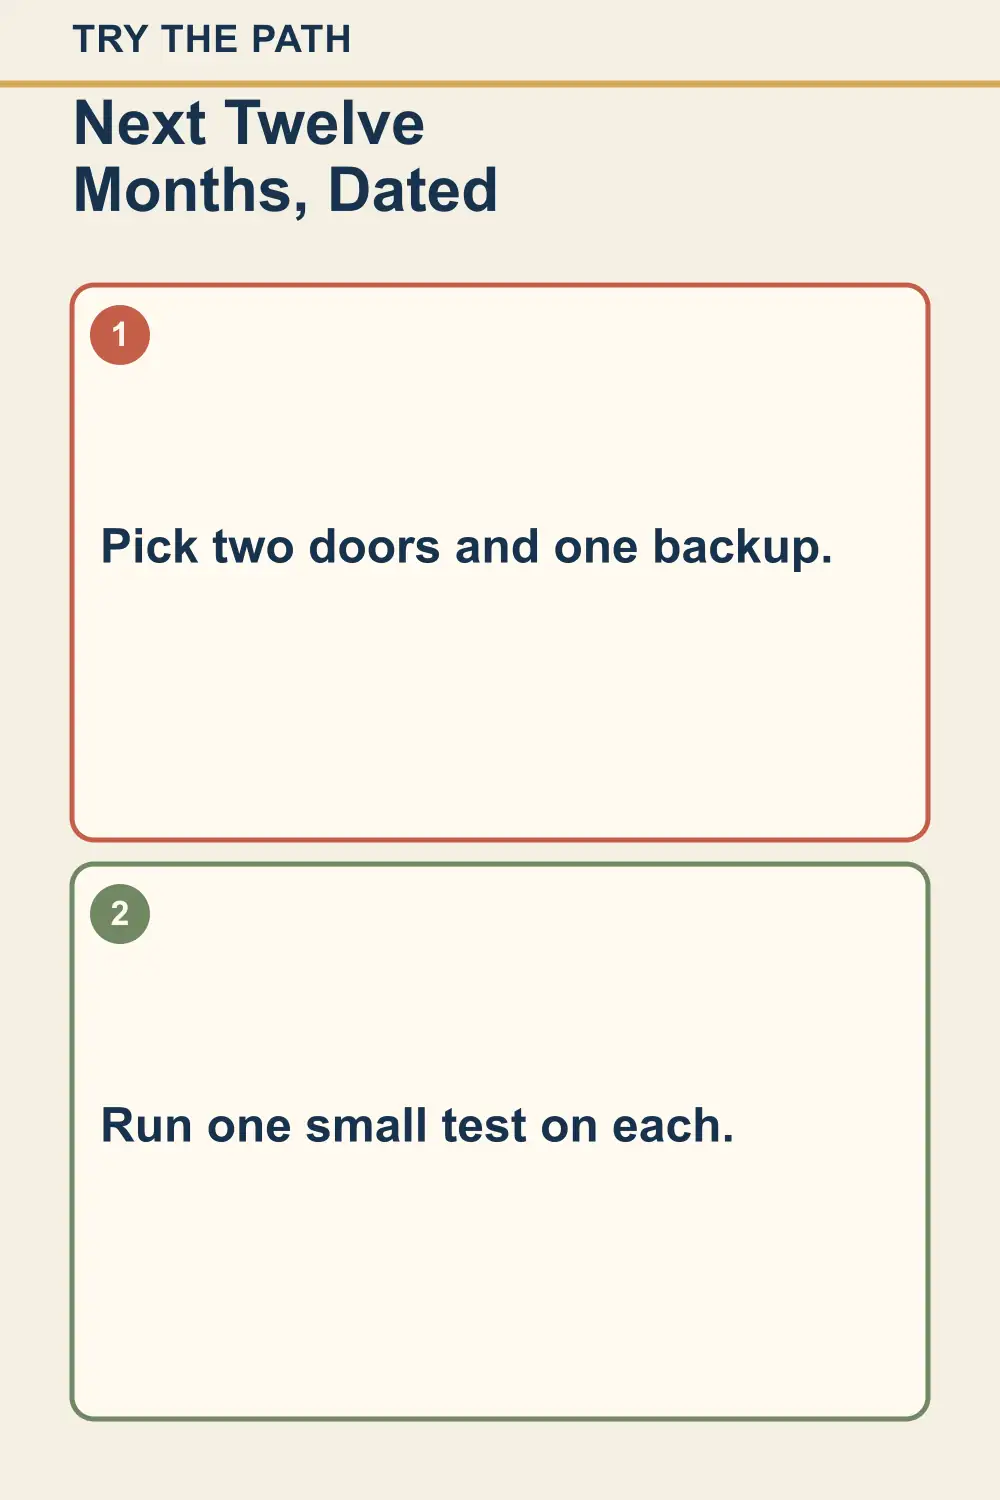 TRY THE PATH
Next Twelve
Months, Dated
1
Pick two doors and one backup.
2
Run one small test on each.